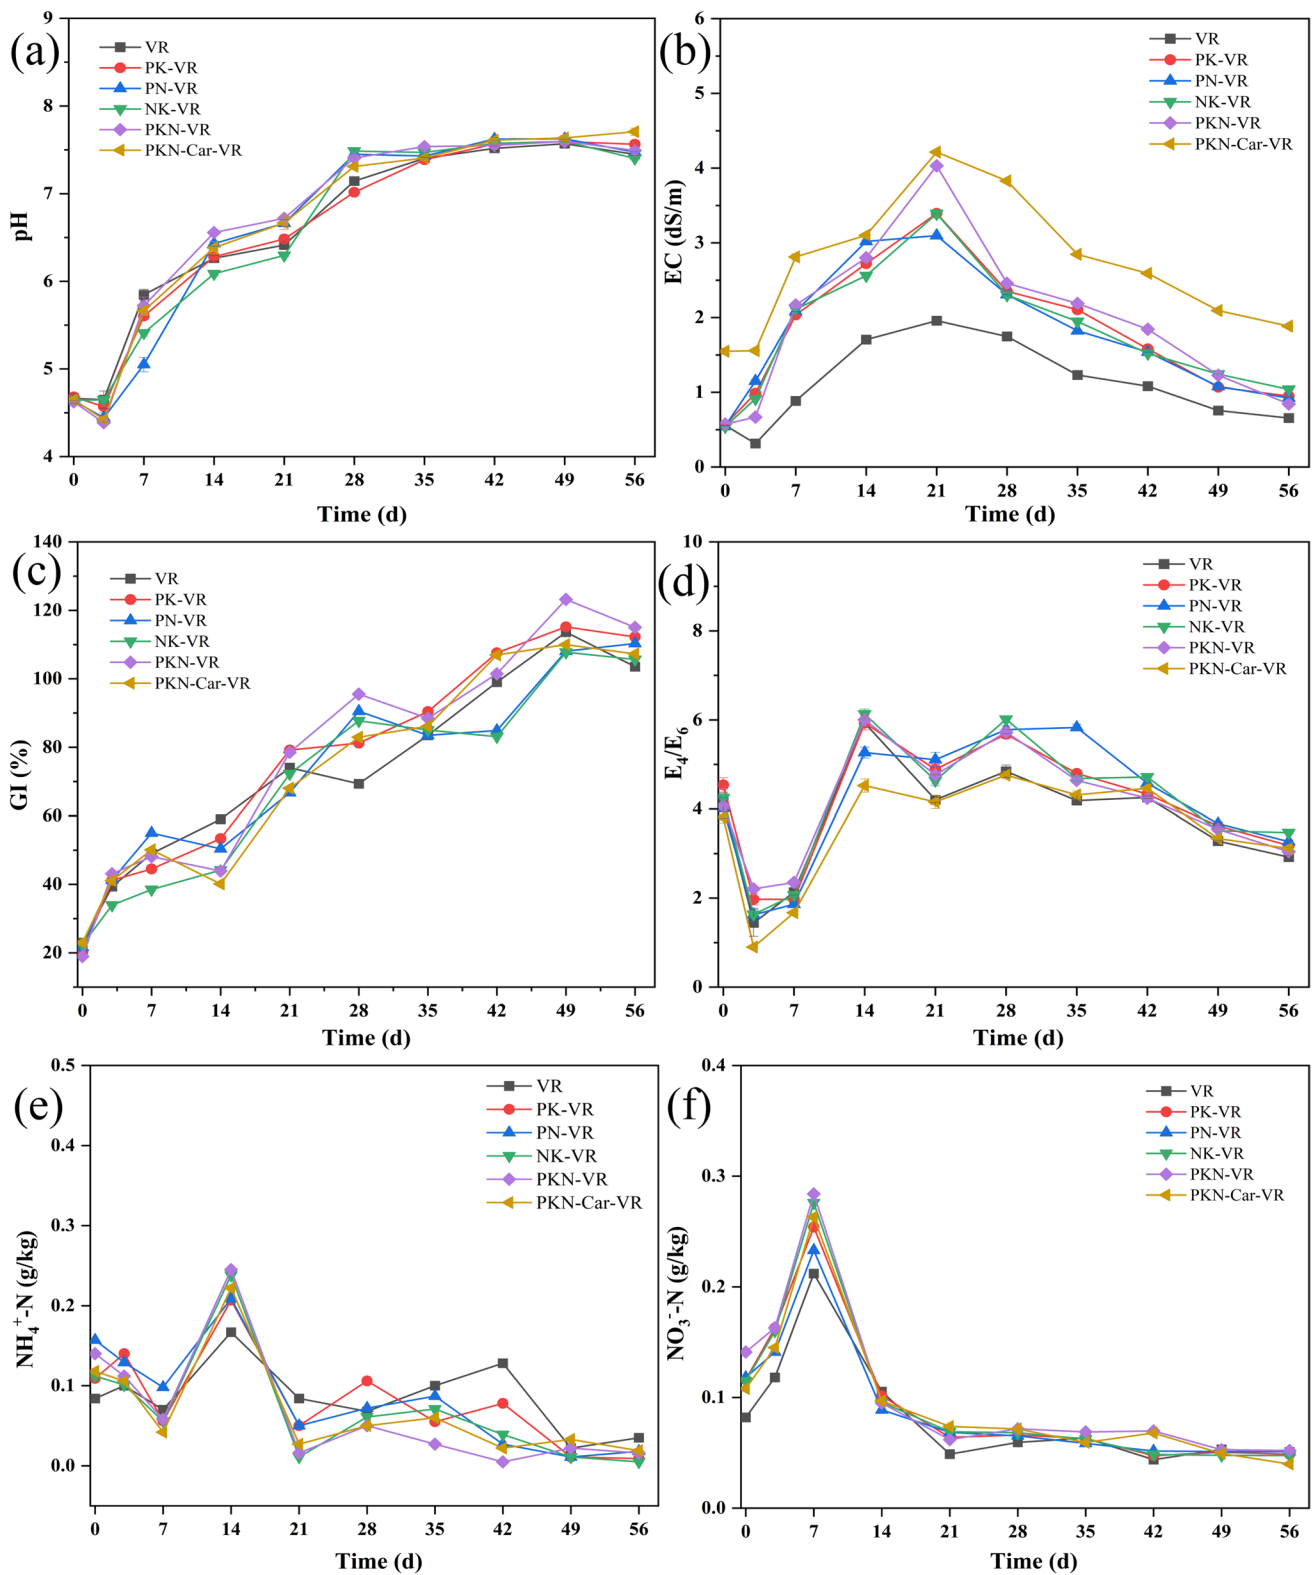 (a)
9
8
7
6
5
4
pH
VR
PK-VR
PN-VR
NK-VR
PKN-VR
PKN-Car-VR
0 7 14 21 28 35 42 49 56
Time (d)
(b)
6
5
4
3
2
1
0
EC (dS/m)
VR
PK-VR
PN-VR
NK-VR
PKN-VR
PKN-Car-VR
0 7 14 21 28 35 42 49 56
Time (d)
(c)
140
120
100
80
60
40
20
GI (%)
VR
PK-VR
PN-VR
NK-VR
PKN-VR
PKN-Car-VR
0 7 14 21 28 35 42 49 56
Time (d)
(d)
10
8
6
4
2
0
E4/E6
VR
PK-VR
PN-VR
NK-VR
PKN-VR
PKN-Car-VR
0 7 14 21 28 35 42 49 56
Time (d)
(e)
0.5
0.4
0.3
0.2
0.1
0.0
NH4+-N (g/kg)
VR
PK-VR
PN-VR
NK-VR
PKN-VR
PKN-Car-VR
0 7 14 21 28 35 42 49 56
Time (d)
(f)
0.4
0.3
0.2
0.1
0.0
NO3--N (g/kg)
VR
PK-VR
PN-VR
NK-VR
PKN-VR
PKN-Car-VR
0 7 14 21 28 35 42 49 56
Time (d)